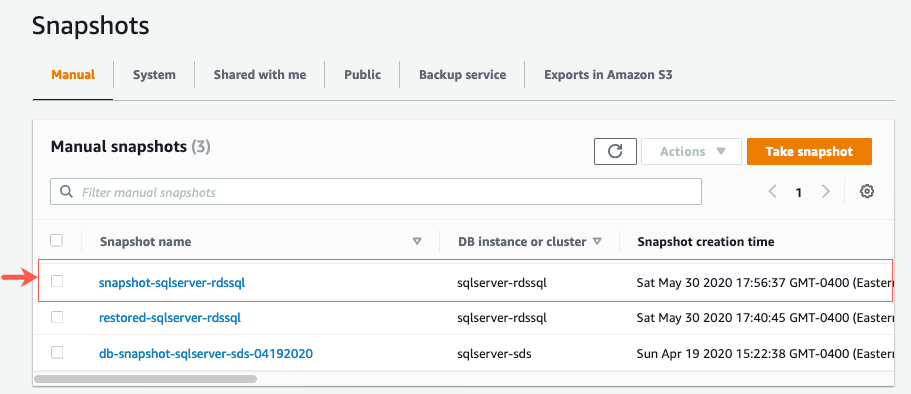 Snapshots
Manual System Shared with me Public Backup service Exports in Amazon S3
Manual snapshots (3) Actions Take snapshot
Filter manual snapshots 1
Snapshot name DB instance or cluster Snapshot creation time
snapshot-sqlserver-rdssql sqlserver-rdssql Sat May 30 2020 17:56:37 GMT-0400 (Eastern
restored-sqlserver-rdssql sqlserver-rdssql Sat May 30 2020 17:40:45 GMT-0400 (Eastern
db-snapshot-sqlserver-sds-04192020 sqlserver-sds Sun Apr 19 2020 15:22:38 GMT-0400 (Eastern